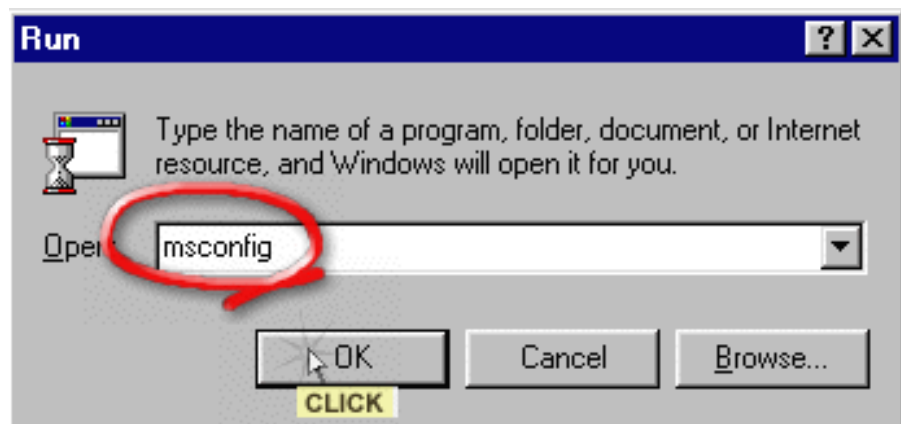 Run
Type the name of a program, folder, document, or Internet
resource, and Windows will open it for you.
Open: msconfig
OK Cancel Browse...
CLICK